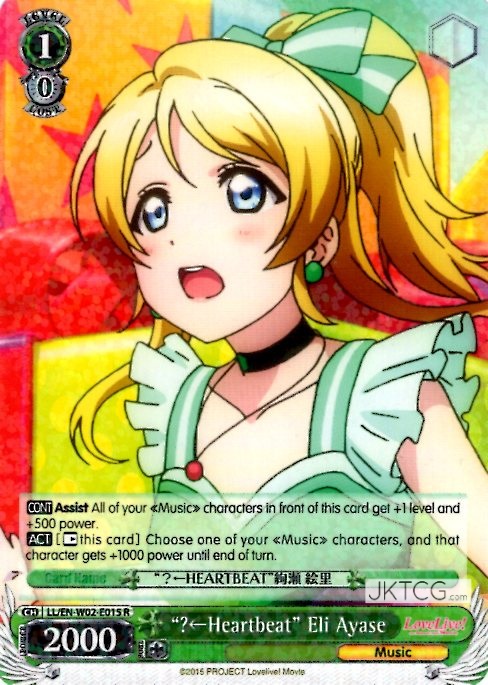 LEVEL
1
0
COST
CONT Assist All of your «Music» characters in front of this card get +1 level and
+500 power.
ACT [this card] Choose one of your «Music» characters, and that
character gets +1000 power until end of turn.
Card Name
"?←HEARTBEAT"絢瀬 絵里
JKTCG.com
CH LL/EN-W02-E015 R
POWER
2000
"?←Heartbeat" Eli Ayase
LoveLive!
Music
©2015 PROJECT Lovelive! Movie